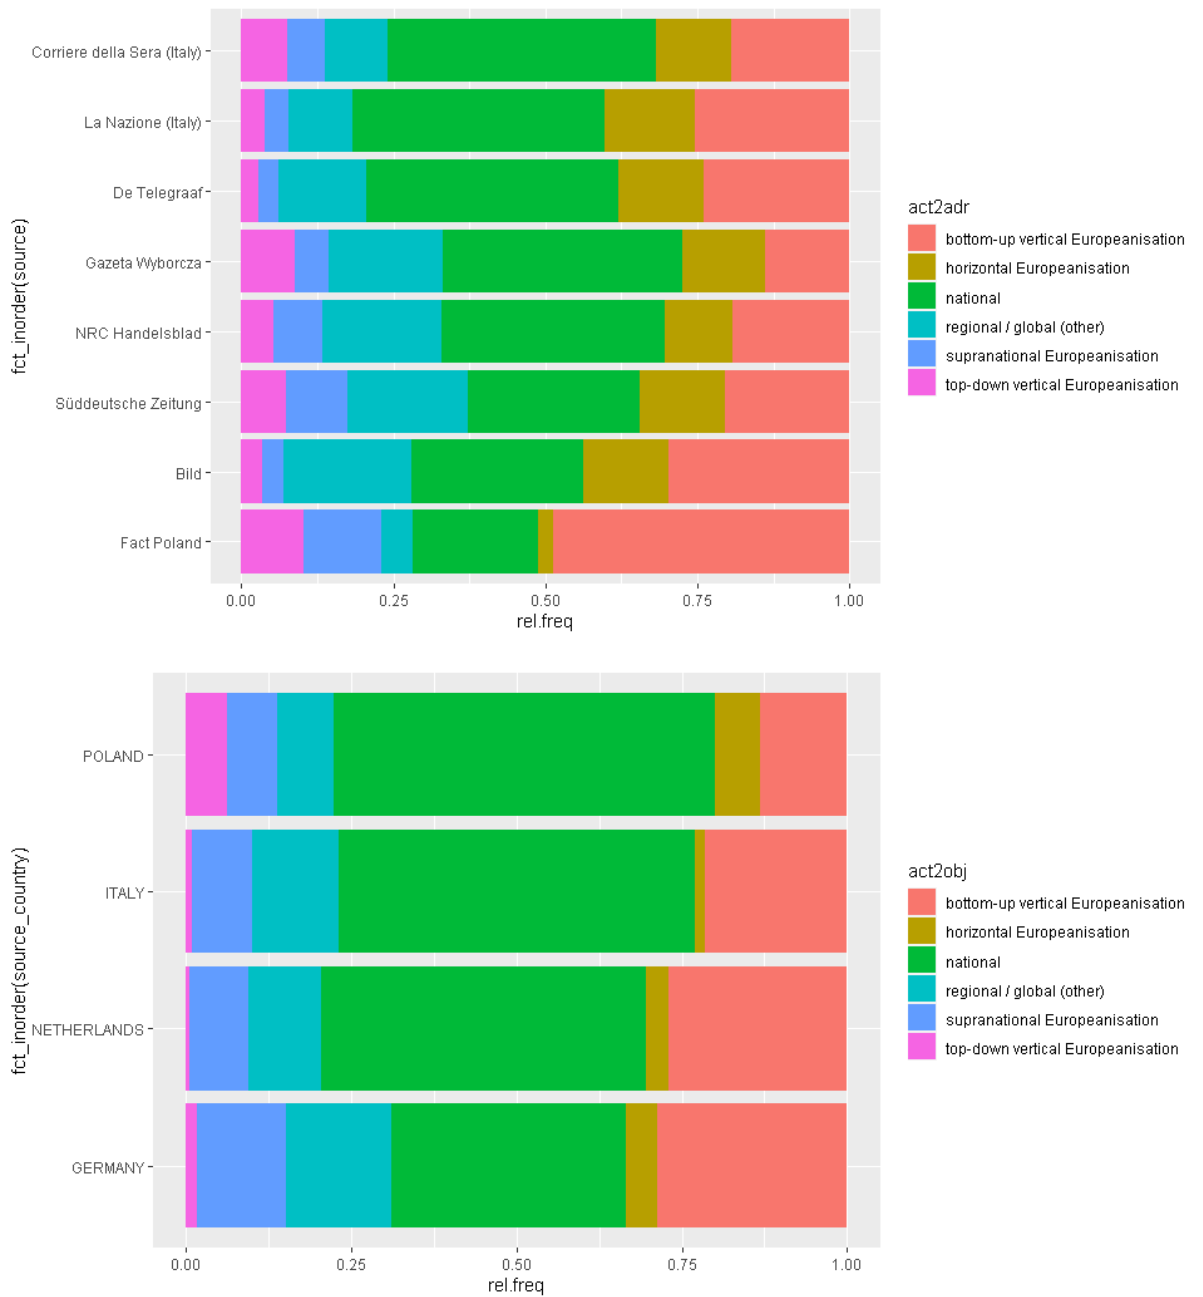 Corriere della Sera (Italy)
La Nazione (Italy)
De Telegraaf
Gazeta Wyborcza
NRC Handelsblad
Süddeutsche Zeitung
Bild
Fact Poland
fct_inorder(source)
0.00 0.25 0.50 0.75 1.00
rel.freq
act2adr
bottom-up vertical Europeanisation
horizontal Europeanisation
national
regional / global (other)
supranational Europeanisation
top-down vertical Europeanisation
POLAND
ITALY
NETHERLANDS
GERMANY
fct_inorder(source_country)
0.00 0.25 0.50 0.75 1.00
rel.freq
act2obj
bottom-up vertical Europeanisation
horizontal Europeanisation
national
regional / global (other)
supranational Europeanisation
top-down vertical Europeanisation